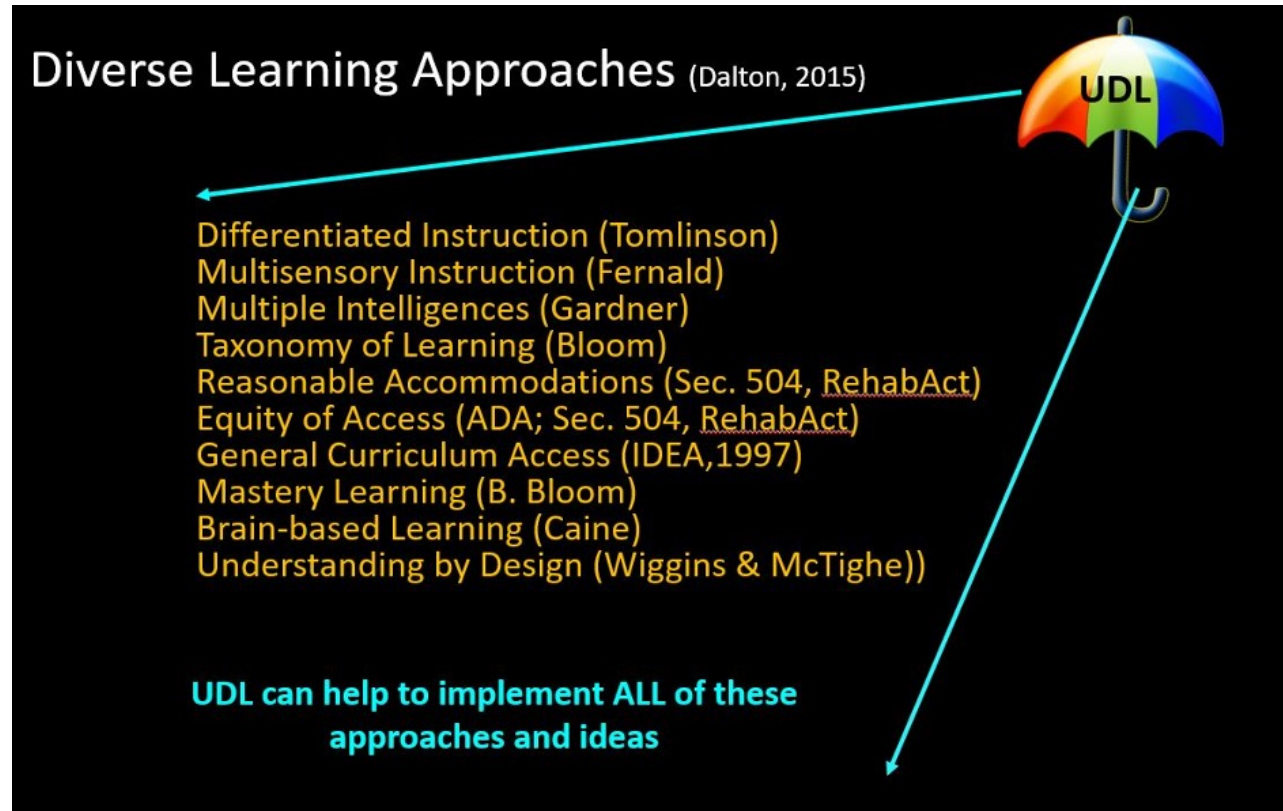 Diverse Learning Approaches (Dalton, 2015)
UDL
Differentiated Instruction (Tomlinson)
Multisensory Instruction (Fernald)
Multiple Intelligences (Gardner)
Taxonomy of Learning (Bloom)
Reasonable Accommodations (Sec. 504, RehabAct)
Equity of Access (ADA; Sec. 504, RehabAct)
General Curriculum Access (IDEA,1997)
Mastery Learning (B. Bloom)
Brain-based Learning (Caine)
Understanding by Design (Wiggins & McTighe))
UDL can help to implement ALL of these
approaches and ideas